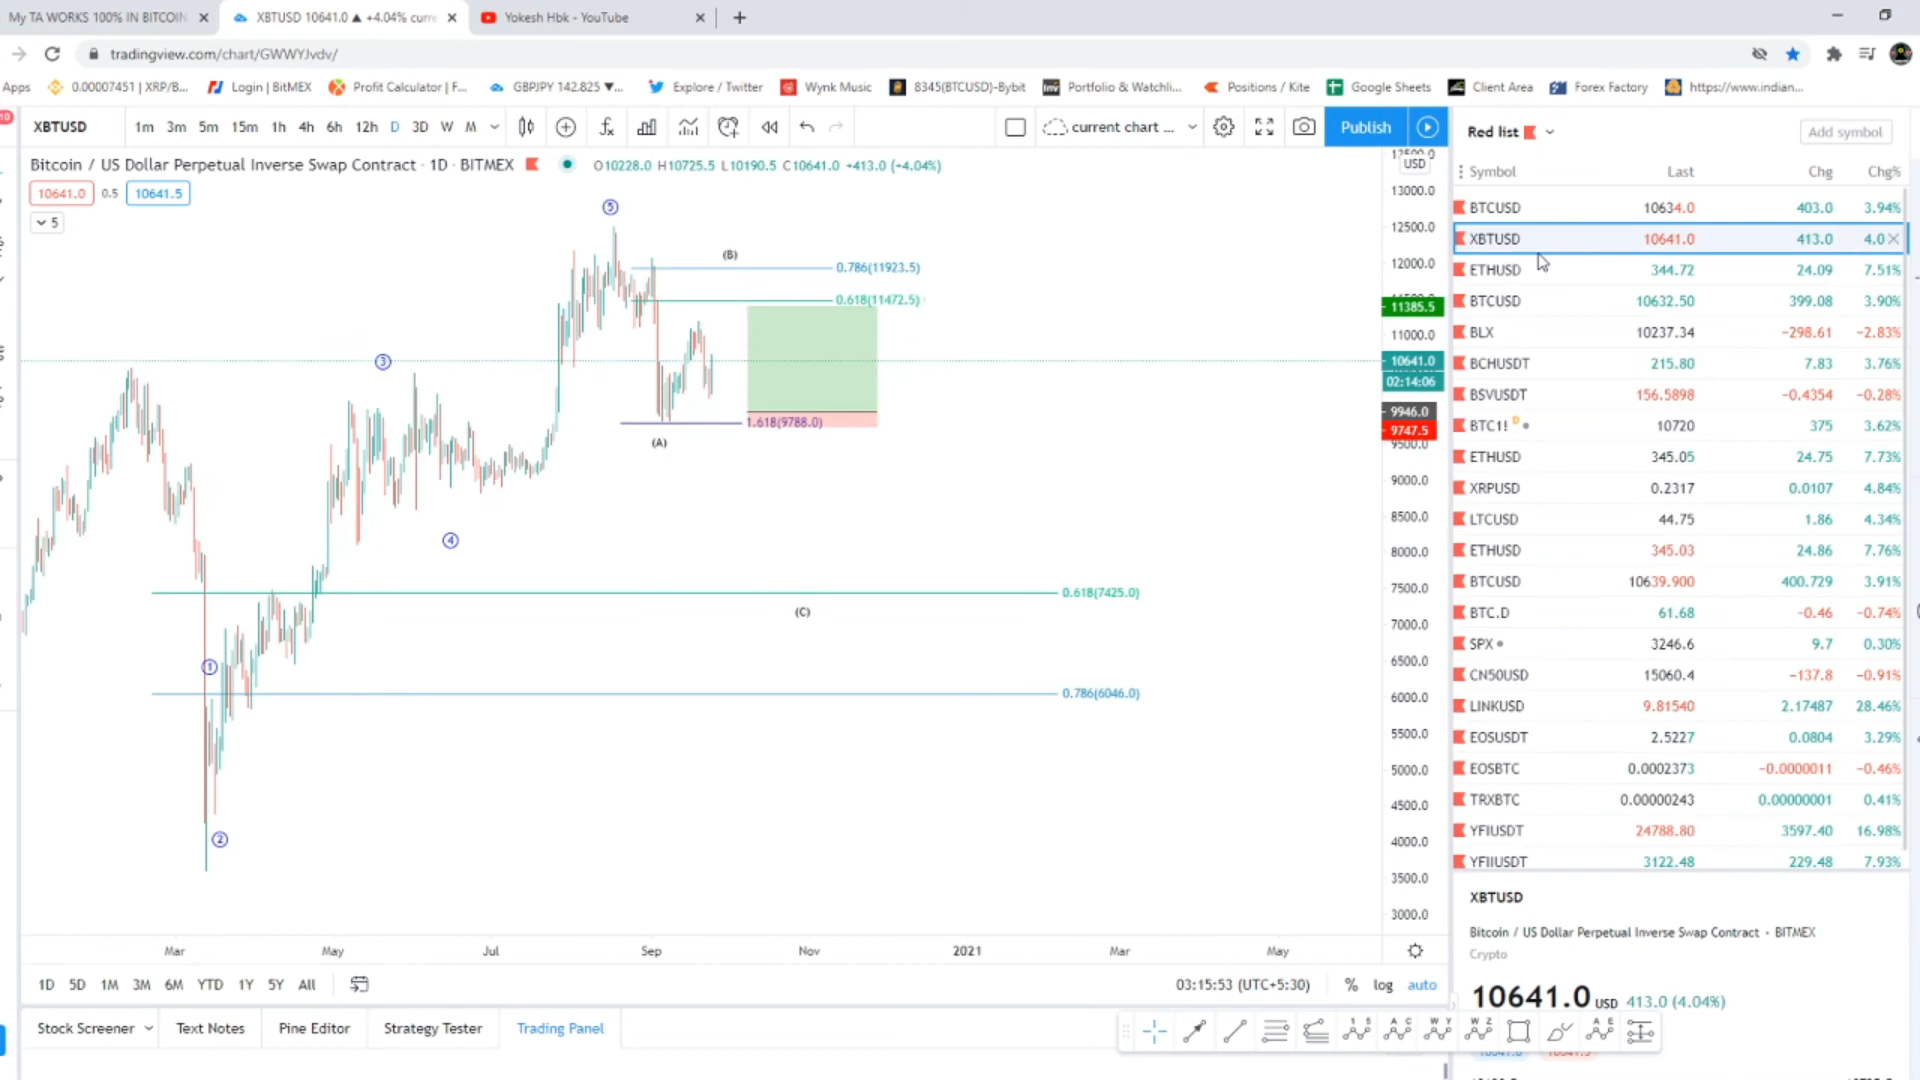 My TA WORKS 100% IN BITCOIN
XBTUSD 10641.0 ▲ +4.04% curre
Yokesh Hbk - YouTube
tradingview.com/chart/GWWYJvdv/
Apps
0.00007451 | XRP/B...
Login | BitMEX
Profit Calculator | F...
GBPJPY 142.825 ▼...
Explore / Twitter
Wynk Music
8345(BTCUSD)-Bybit
Portfolio & Watchli...
Positions / Kite
Google Sheets
Client Area
Forex Factory
https://www.indian...
10
XBTUSD 1m 3m 5m 15m 1h 4h 6h 12h D 3D W M
current chart ...
Publish
Red list
Add symbol
Bitcoin / US Dollar Perpetual Inverse Swap Contract · 1D · BITMEX
O10228.0 H10725.5 L10190.5 C10641.0 +413.0 (+4.04%)
10641.0 0.5 10641.5
5
USD
13500.0
13000.0
12500.0
12000.0
11385.5
11000.0
10641.0
02:14:06
9946.0
9747.5
9500.0
9000.0
8500.0
8000.0
7500.0
7000.0
6500.0
6000.0
5500.0
5000.0
4500.0
4000.0
3500.0
3000.0
5
(B)
0.786(11923.5)
0.618(11472.5)
3
1.618(9788.0)
(A)
4
0.618(7425.0)
(C)
1
0.786(6046.0)
2
Mar May Jul Sep Nov 2021 Mar May
1D 5D 1M 3M 6M YTD 1Y 5Y All
03:15:53 (UTC+5:30) % log auto
Stock Screener Text Notes Pine Editor Strategy Tester Trading Panel
Symbol Last Chg Chg%
BTCUSD 10634.0 403.0 3.94%
XBTUSD 10641.0 413.0 4.0
ETHUSD 344.72 24.09 7.51%
BTCUSD 10632.50 399.08 3.90%
BLX 10237.34 −298.61 −2.83%
BCHUSDT 215.80 7.83 3.76%
BSVUSDT 156.5898 −0.4354 −0.28%
BTC1! D 10720 375 3.62%
ETHUSD 345.05 24.75 7.73%
XRPUSD 0.2317 0.0107 4.84%
LTCUSD 44.75 1.86 4.34%
ETHUSD 345.03 24.86 7.76%
BTCUSD 10639.900 400.729 3.91%
BTC.D 61.68 −0.46 −0.74%
SPX 3246.6 9.7 0.30%
CN50USD 15060.4 −137.8 −0.91%
LINKUSD 9.81540 2.17487 28.46%
EOSUSDT 2.5227 0.0804 3.29%
EOSBTC 0.0002373 −0.0000011 −0.46%
TRXBTC 0.00000243 0.00000001 0.41%
YFIUSDT 24788.80 3597.40 16.98%
YFIIUSDT 3122.48 229.48 7.93%
XBTUSD
Bitcoin / US Dollar Perpetual Inverse Swap Contract • BITMEX
Crypto
10641.0 USD 413.0 (4.04%)